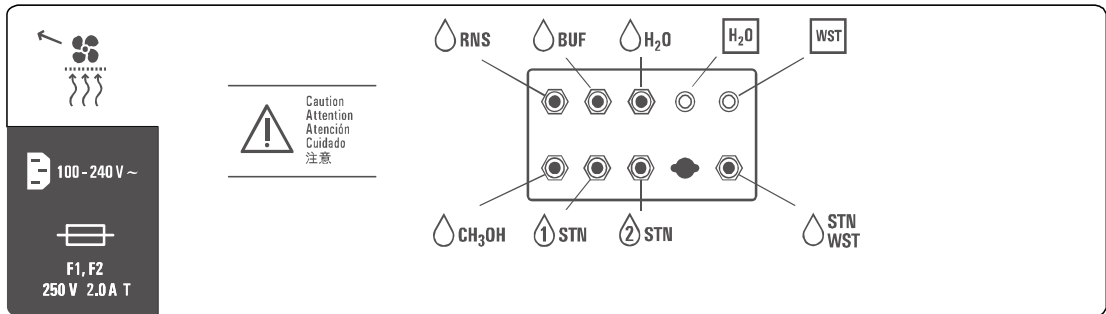 RNS
BUF
H₂O
H₂O
WST
Caution
Attention
Atención
Cuidado
注意
100-240 V ~
F1, F2
250 V 2.0 A T
CH₃OH
1 STN
2 STN
STN
WST